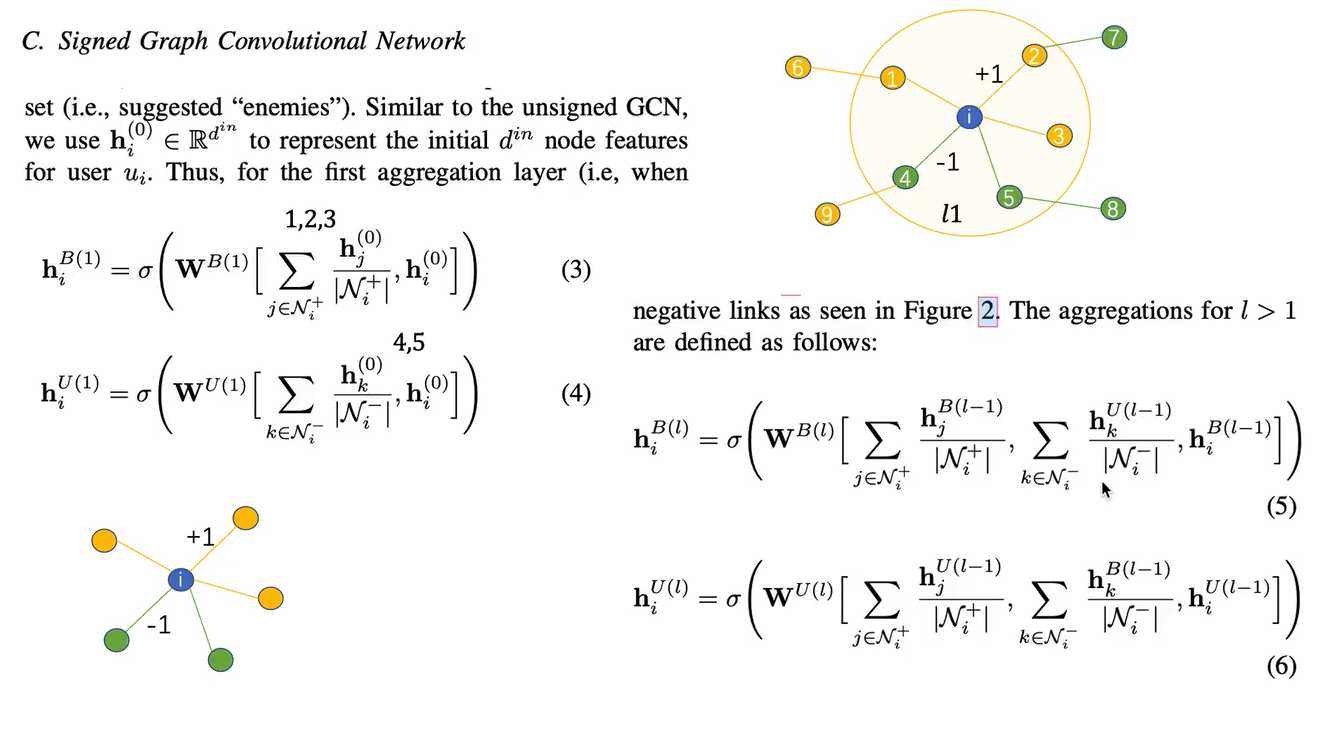 C. Signed Graph Convolutional Network
set (i.e., suggested “enemies”). Similar to the unsigned GCN,
we use $\mathbf{h}_i^{(0)} \in \mathbb{R}^{d^{in}}$ to represent the initial $d^{in}$ node features
for user $u_i$. Thus, for the first aggregation layer (i.e, when
1,2,3
$\mathbf{h}_i^{B(1)} = \sigma\left(\mathbf{W}^{B(1)}\left[\sum_{j \in \mathcal{N}_i^+} \frac{\mathbf{h}_j^{(0)}}{|\mathcal{N}_i^+|}, \mathbf{h}_i^{(0)}\right]\right)$ (3)
4,5
$\mathbf{h}_i^{U(1)} = \sigma\left(\mathbf{W}^{U(1)}\left[\sum_{k \in \mathcal{N}_i^-} \frac{\mathbf{h}_k^{(0)}}{|\mathcal{N}_i^-|}, \mathbf{h}_i^{(0)}\right]\right)$ (4)
+1
i
-1
7
2
6
1
+1
i
3
-1
4
5
9
l1
8
negative links as seen in Figure 2. The aggregations for $l > 1$
are defined as follows:
$\mathbf{h}_i^{B(l)} = \sigma\left(\mathbf{W}^{B(l)}\left[\sum_{j \in \mathcal{N}_i^+} \frac{\mathbf{h}_j^{B(l-1)}}{|\mathcal{N}_i^+|}, \sum_{k \in \mathcal{N}_i^-} \frac{\mathbf{h}_k^{U(l-1)}}{|\mathcal{N}_i^-|}, \mathbf{h}_i^{B(l-1)}\right]\right)$
(5)
$\mathbf{h}_i^{U(l)} = \sigma\left(\mathbf{W}^{U(l)}\left[\sum_{j \in \mathcal{N}_i^+} \frac{\mathbf{h}_j^{U(l-1)}}{|\mathcal{N}_i^+|}, \sum_{k \in \mathcal{N}_i^-} \frac{\mathbf{h}_k^{B(l-1)}}{|\mathcal{N}_i^-|}, \mathbf{h}_i^{U(l-1)}\right]\right)$
(6)